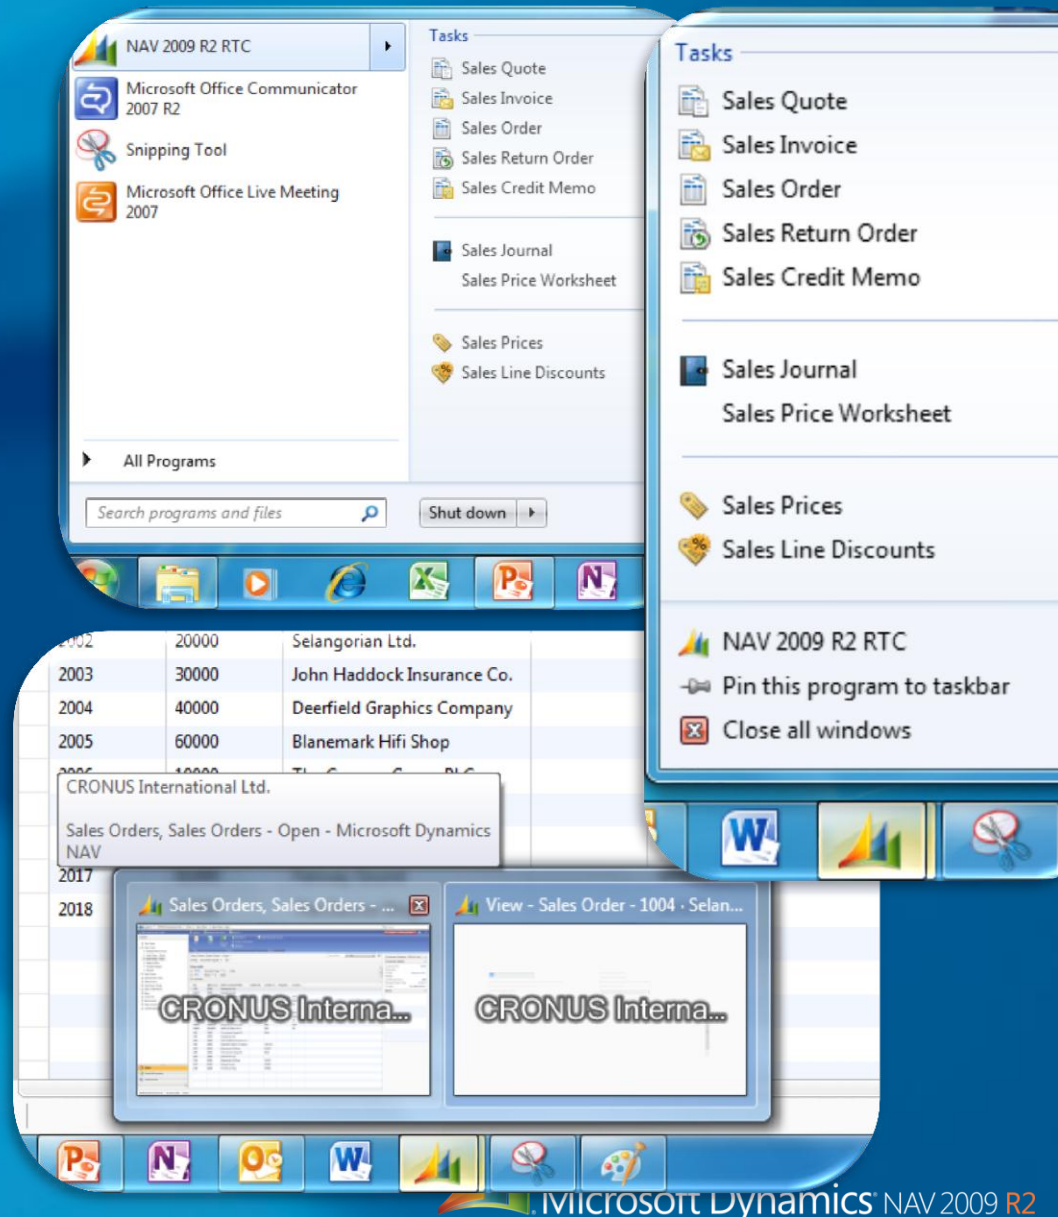 NAV 2009 R2 RTC
Microsoft Office Communicator
2007 R2
Snipping Tool
Microsoft Office Live Meeting
2007
All Programs
Search programs and files
Tasks
Sales Quote
Sales Invoice
Sales Order
Sales Return Order
Sales Credit Memo
Sales Journal
Sales Price Worksheet
Sales Prices
Sales Line Discounts
Shut down
Tasks
Sales Quote
Sales Invoice
Sales Order
Sales Return Order
Sales Credit Memo
Sales Journal
Sales Price Worksheet
Sales Prices
Sales Line Discounts
NAV 2009 R2 RTC
Pin this program to taskbar
Close all windows
2002 20000 Selangorian Ltd.
2003 30000 John Haddock Insurance Co.
2004 40000 Deerfield Graphics Company
2005 60000 Blanemark Hifi Shop
CRONUS International Ltd.
Sales Orders, Sales Orders - Open - Microsoft Dynamics
NAV
2017
2018
Sales Orders, Sales Orders - ...
View - Sales Order - 1004 · Selan...
CRONUS Interna...
CRONUS Interna...
Microsoft Dynamics NAV 2009 R2